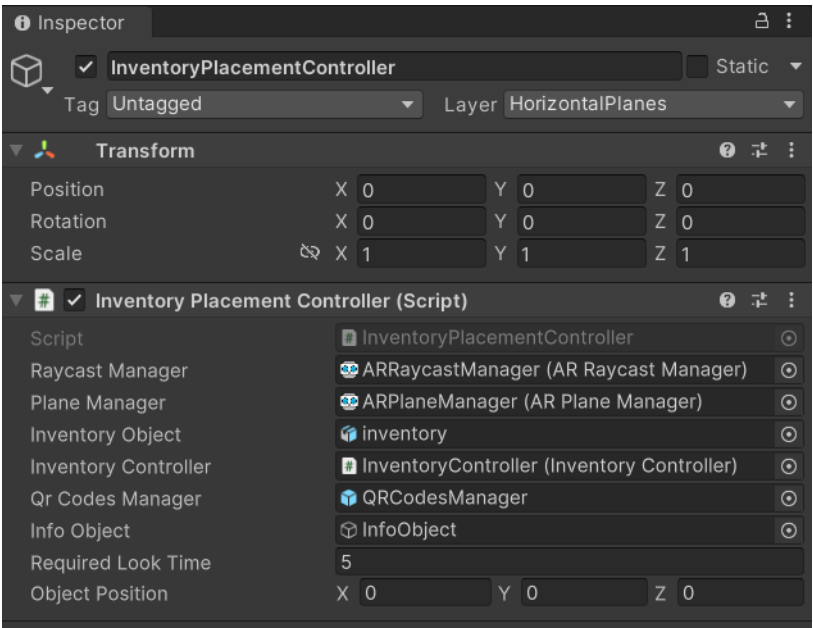 Inspector
InventoryPlacementController Static
Tag Untagged Layer HorizontalPlanes
Transform
Position X 0 Y 0 Z 0
Rotation X 0 Y 0 Z 0
Scale X 1 Y 1 Z 1
# Inventory Placement Controller (Script)
Script # InventoryPlacementController
Raycast Manager ARRaycastManager (AR Raycast Manager)
Plane Manager ARPlaneManager (AR Plane Manager)
Inventory Object inventory
Inventory Controller # InventoryController (Inventory Controller)
Qr Codes Manager QRCodesManager
Info Object InfoObject
Required Look Time 5
Object Position X 0 Y 0 Z 0